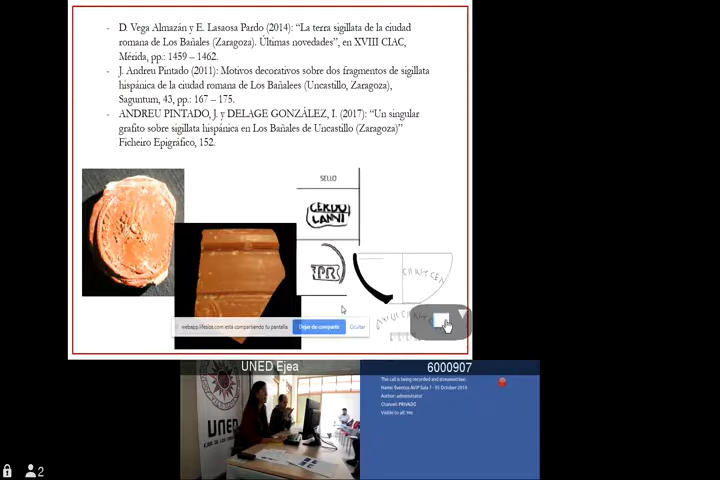 - D. Vega Almazán y E. Lasaosa Pardo (2014): “La terra sigillata de la ciudad
romana de Los Bañales (Zaragoza). Últimas novedades”, en XVIII CIAC,
Mérida, pp.: 1459 – 1462.
- J. Andreu Pintado (2011): Motivos decorativos sobre dos fragmentos de sigillata
hispánica de la ciudad romana de Los Bañalees (Uncastillo, Zaragoza),
Saguntum, 43, pp.: 167 – 175.
- ANDREU PINTADO, J. y DELAGE GONZÁLEZ, I. (2017): “Un singular
grafito sobre sigillata hispánica en Los Bañales de Uncastillo (Zaragoza)”
Ficheiro Epigráfico, 152.
SELLO
webapp.lifesize.com está compartiendo tu pantalla.
Dejar de compartir
Ocultar
UNED Ejea
6000907
The call is being recorded and streamed live.
Author: administrator
Channel: PRIVADO
Visible to all: Yes
UNED
2